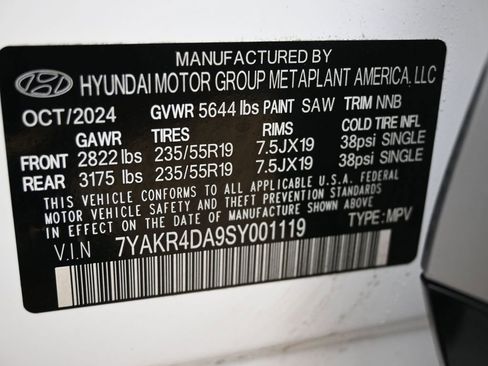 MANUFACTURED BY
HYUNDAI MOTOR GROUP METAPLANT AMERICA, LLC
OCT/2024 GVWR 5644 lbs PAINT SAW TRIM NNB
GAWR TIRES COLD TIRE INFL
FRONT 2822 lbs 235/55R19 7.5JX19 38psi SINGLE
REAR 3175 lbs 235/55R19 7.5JX19 38psi SINGLE
THIS VEHICLE CONFORMS TO ALL APPLICABLE U.S.A. FEDERAL
MOTOR VEHICLE SAFETY AND THEFT PREVENTION STANDARDS
IN EFFECT ON THE DATE OF MANUFACTURE SHOWN ABOVE.
V.I.N 7YAKR4DA9SY001119 TYPE: MPV